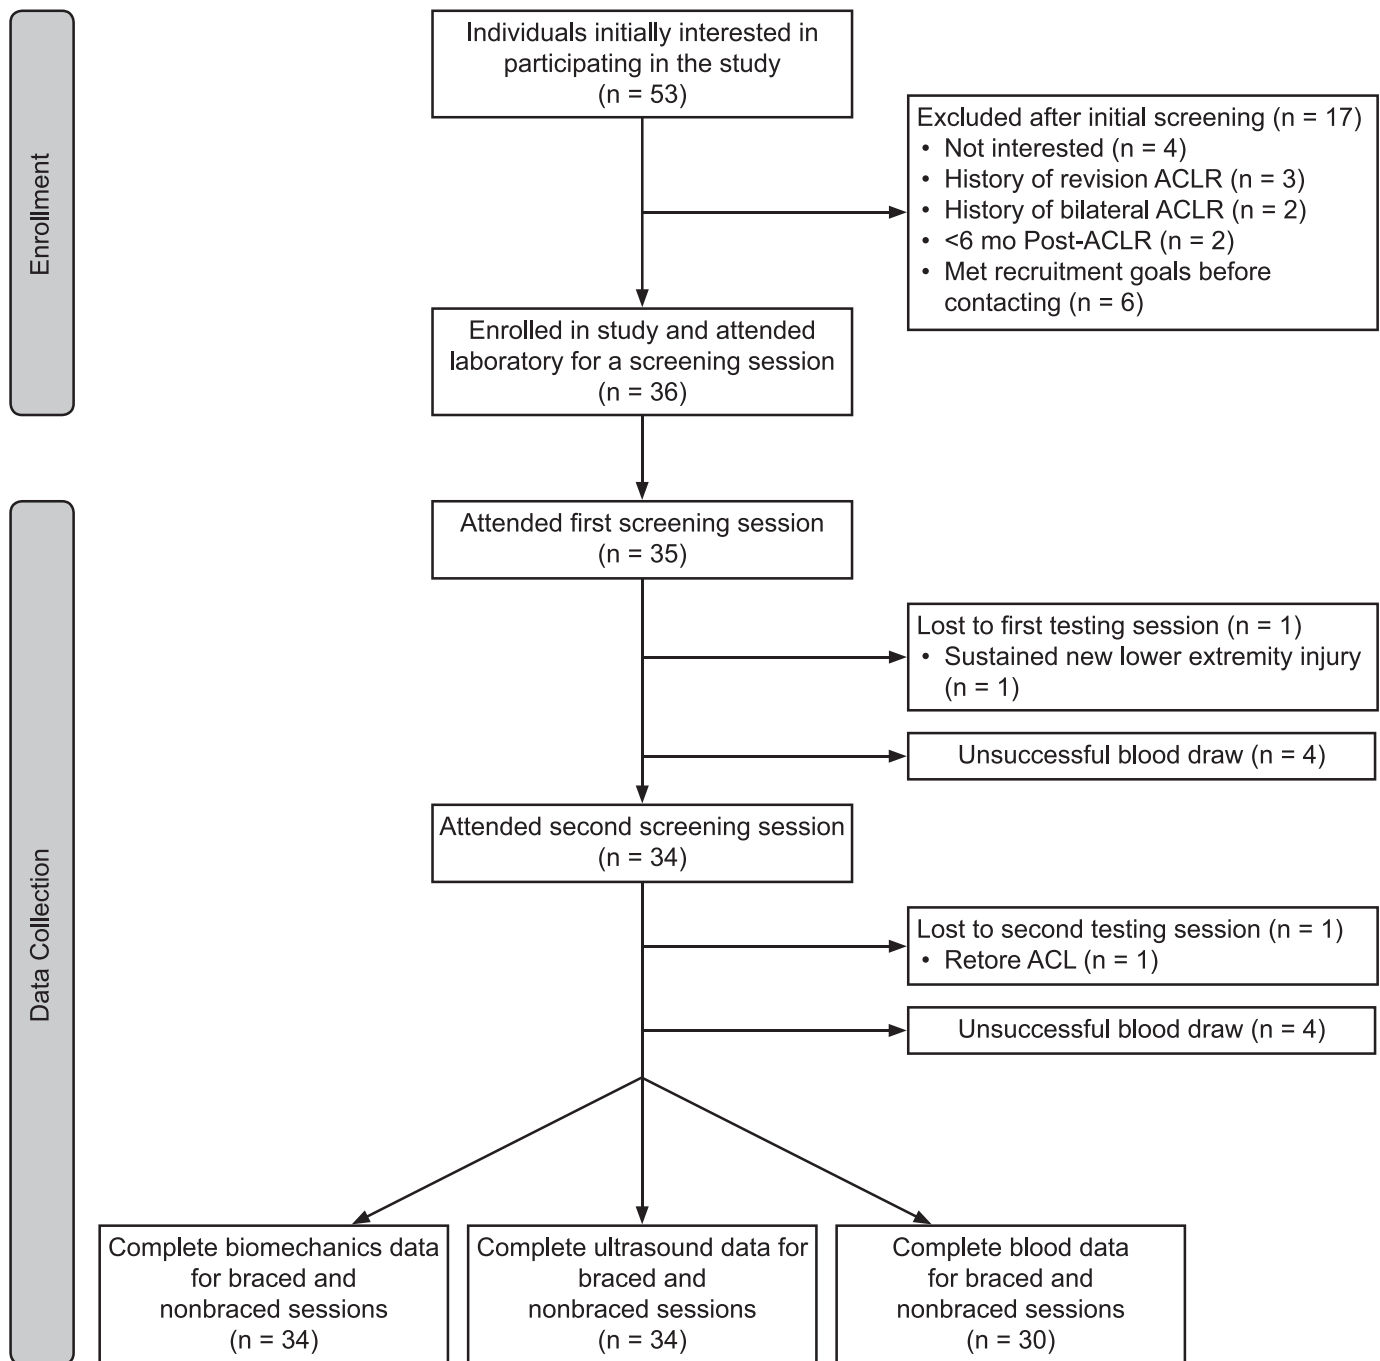 Enrollment
Individuals initially interested in
participating in the study
(n = 53)
Excluded after initial screening (n = 17)
• Not interested (n = 4)
• History of revision ACLR (n = 3)
• History of bilateral ACLR (n = 2)
• <6 mo Post-ACLR (n = 2)
• Met recruitment goals before
contacting (n = 6)
Enrolled in study and attended
laboratory for a screening session
(n = 36)
Data Collection
Attended first screening session
(n = 35)
Lost to first testing session (n = 1)
• Sustained new lower extremity injury
(n = 1)
Unsuccessful blood draw (n = 4)
Attended second screening session
(n = 34)
Lost to second testing session (n = 1)
• Retore ACL (n = 1)
Unsuccessful blood draw (n = 4)
Complete biomechanics data
for braced and
nonbraced sessions
(n = 34)
Complete ultrasound data for
braced and
nonbraced sessions
(n = 34)
Complete blood data
for braced and
nonbraced sessions
(n = 30)